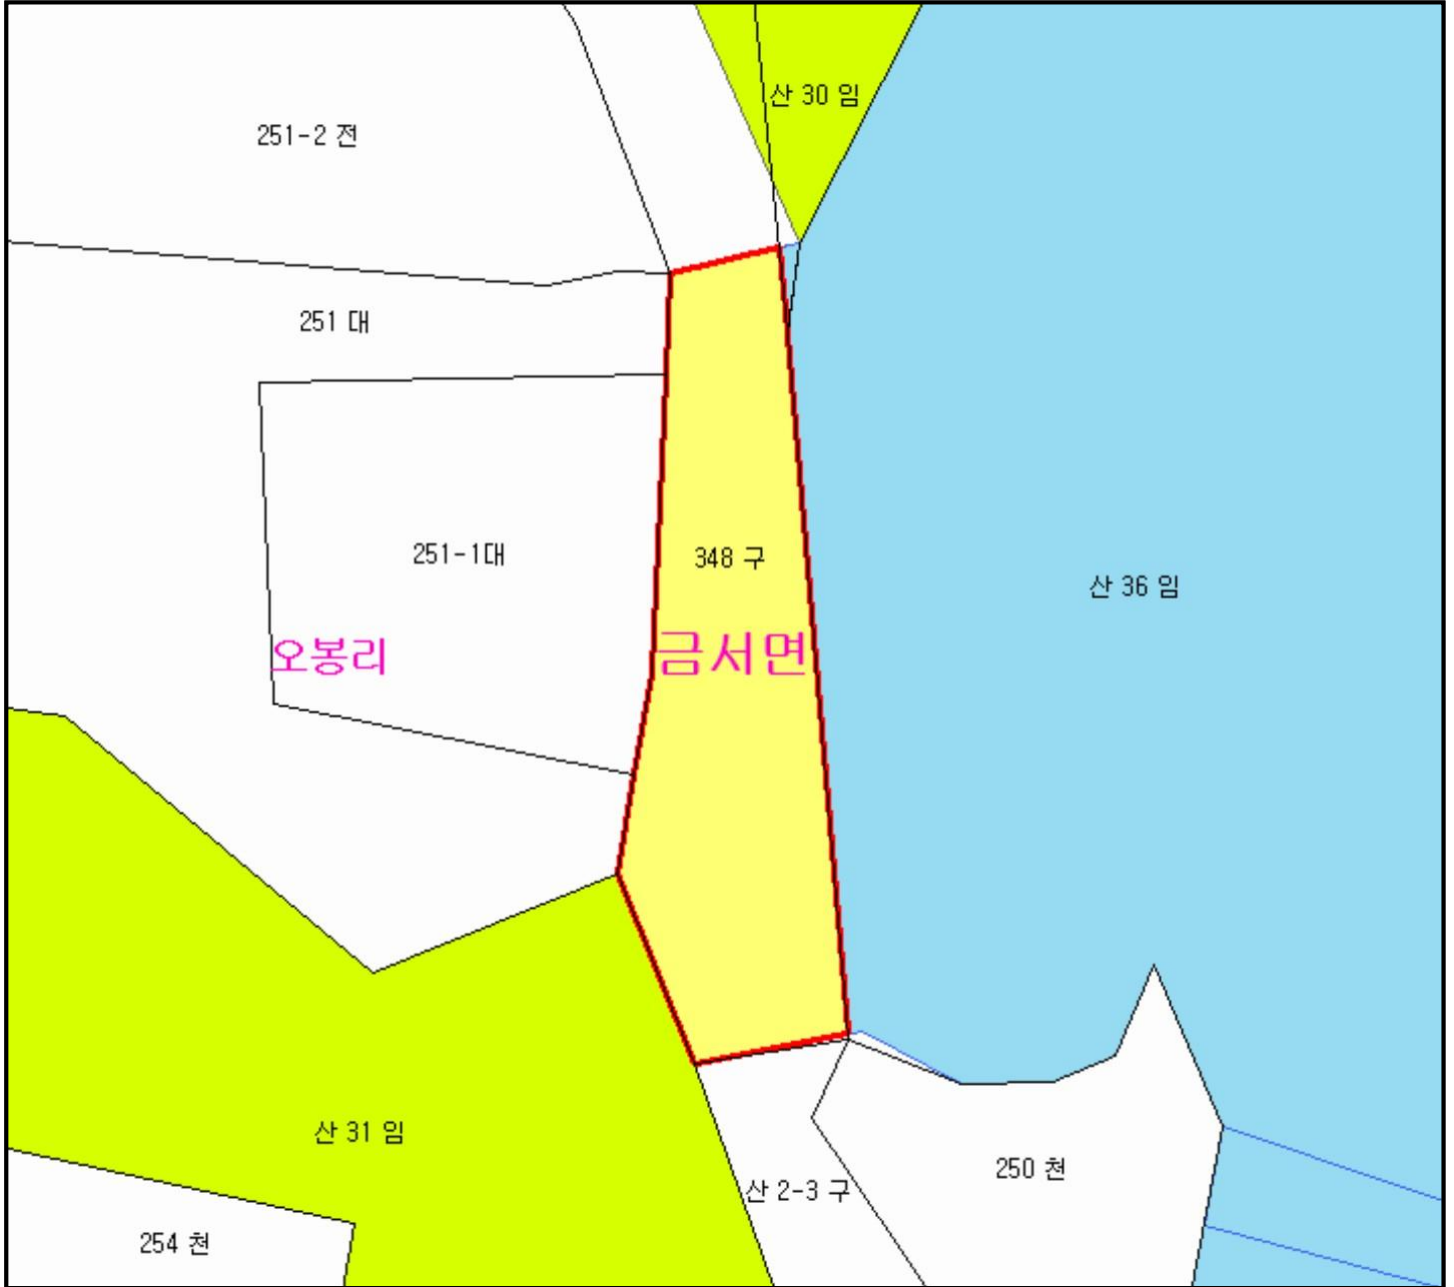 산 30 임
251-2 전
251 대
251-1대
348 구
산 36 임
오봉리
금서면
산 31 임
250 천
산 2-3 구
254 천